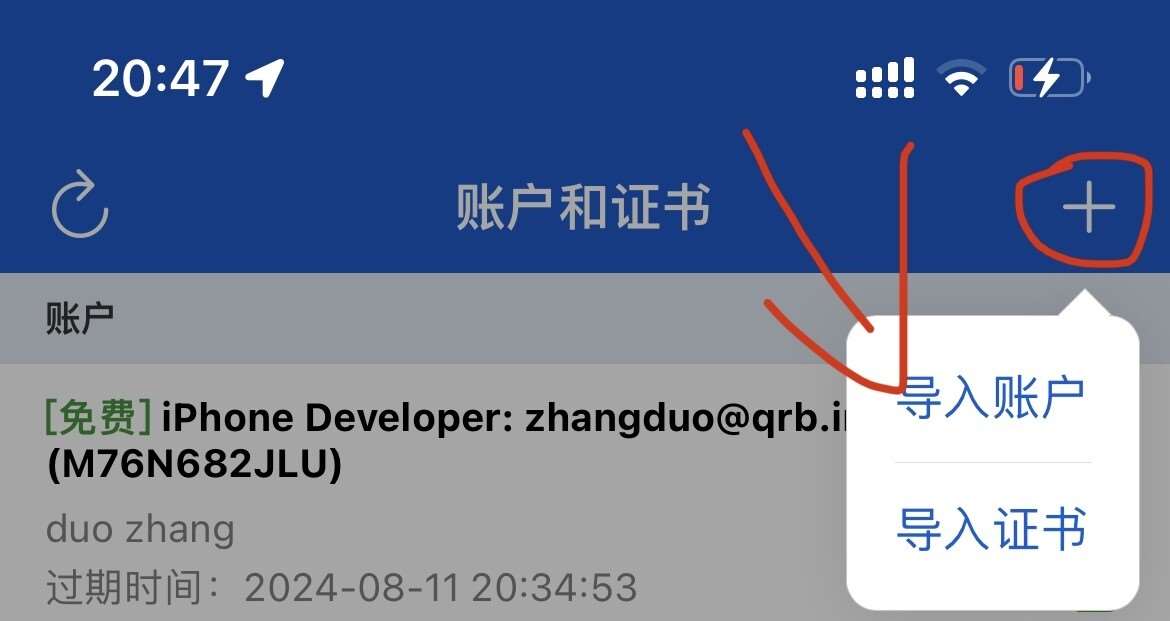 20:47
账户和证书
账户
[免费] iPhone Developer: zhangduo@qrb.i
(M76N682JLU)
duo zhang
过期时间：2024-08-11 20:34:53
导入账户
导入证书